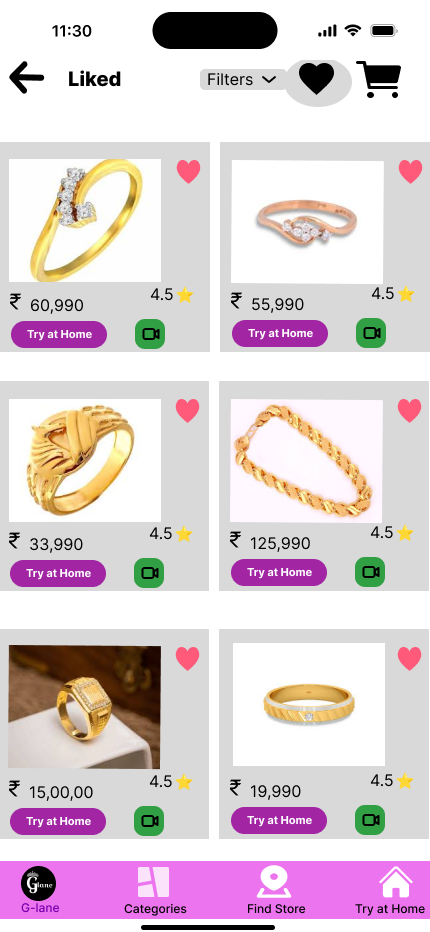 11:30
Liked
Filters
4.5⭐ 4.5⭐
₹ 60,990 ₹ 55,990
Try at Home Try at Home
4.5⭐ 4.5⭐
₹ 33,990 ₹ 125,990
Try at Home Try at Home
4.5⭐ 4.5⭐
₹ 15,00,00 ₹ 19,990
Try at Home Try at Home
Glane
G-lane Categories Find Store Try at Home